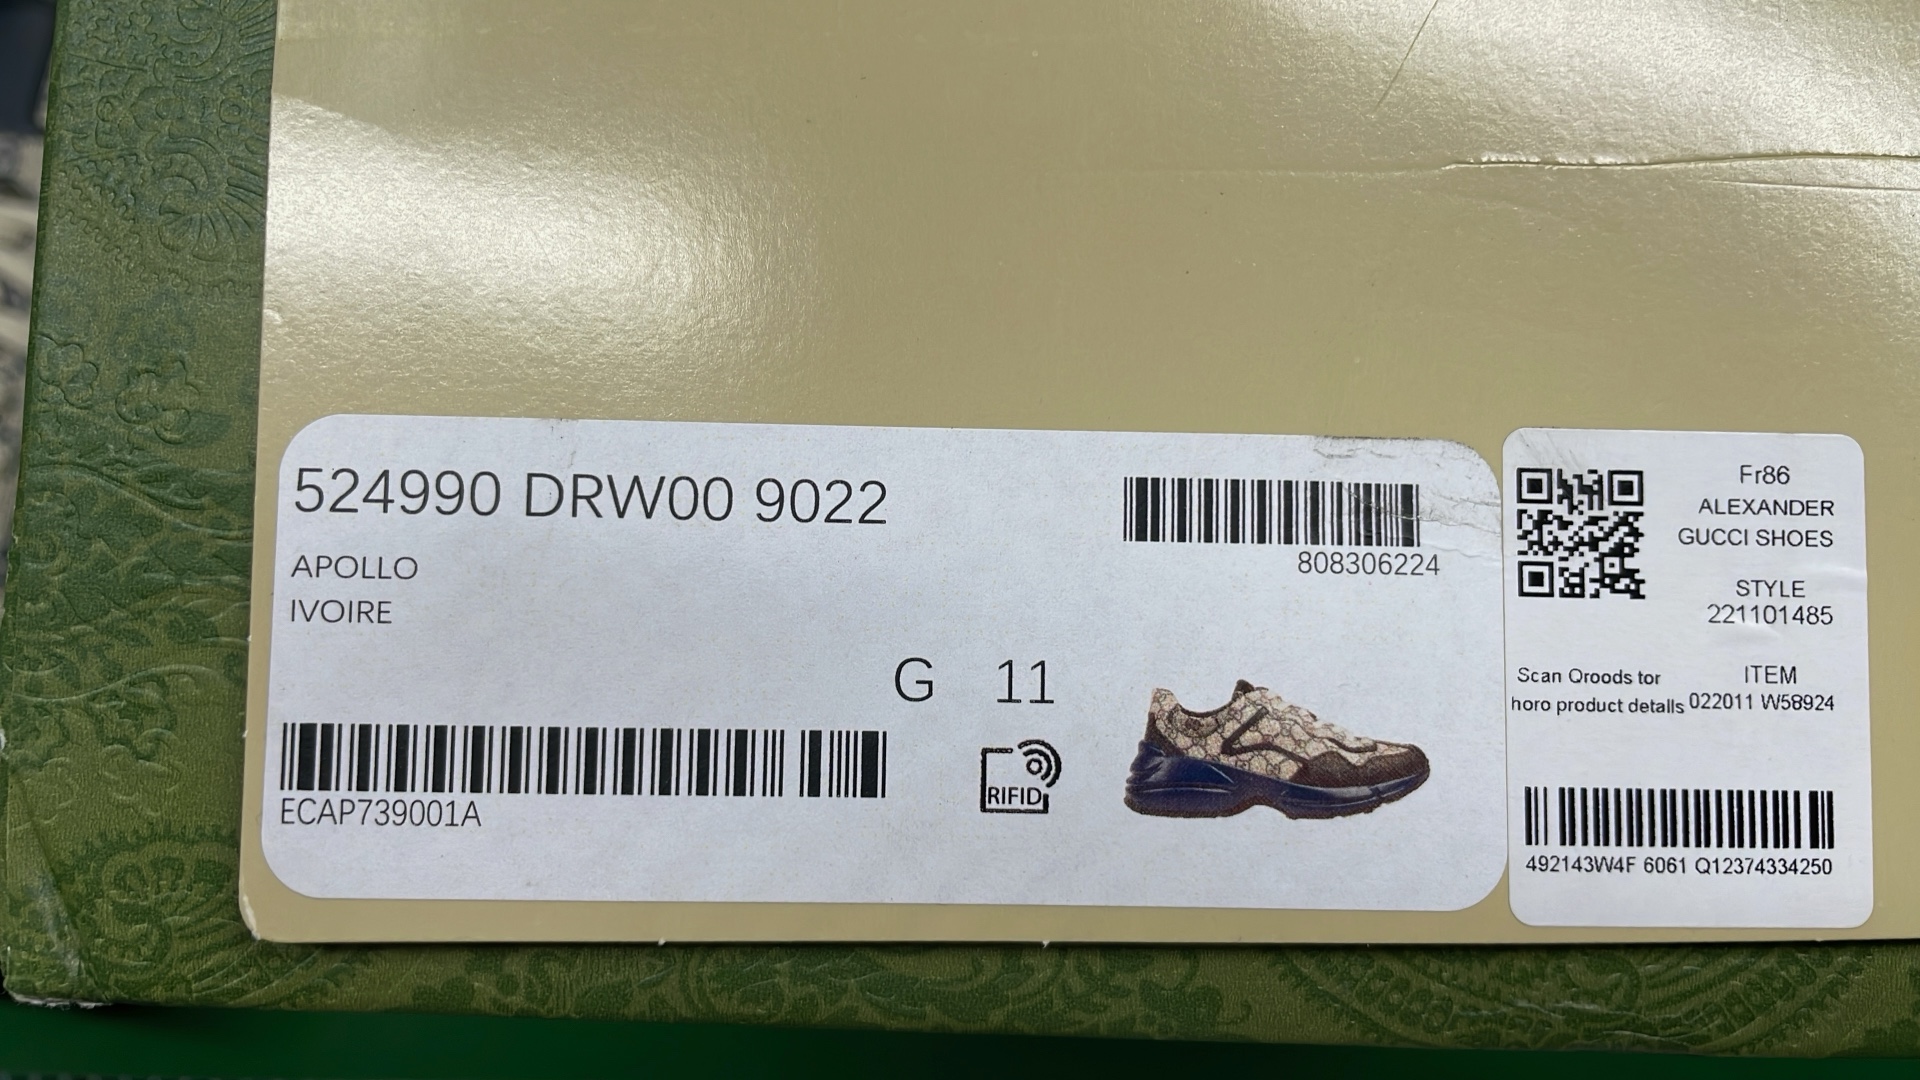 524990 DRW00 9022
808306224
APOLLO
IVOIRE
G 11
RIFID
ECAP739001A
Fr86
ALEXANDER
GUCCI SHOES
STYLE
221101485
Scan Qroods tor
horo product detalls
ITEM
022011 W58924
492143W4F 6061 Q12374334250